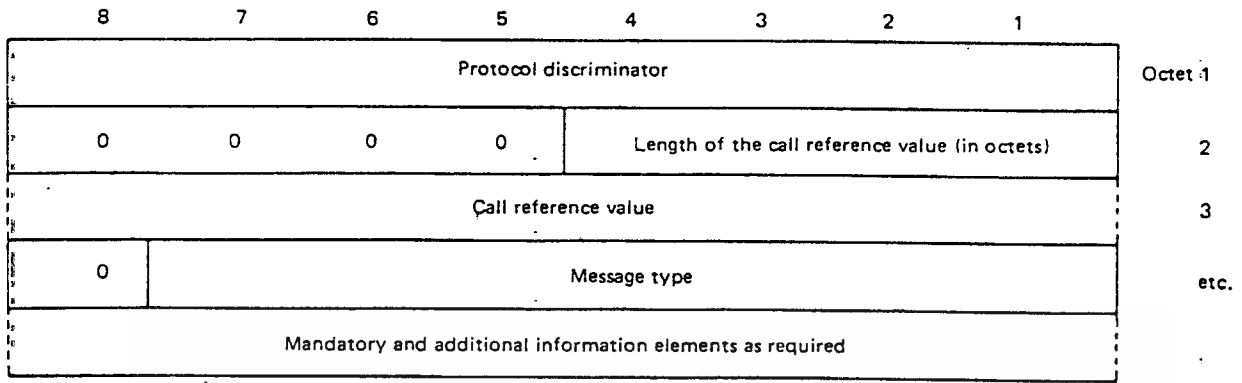 8 7 6 5 4 3 2 1
Protocol discriminator Octet 1
0 0 0 0 Length of the call reference value (in octets) 2
Call reference value 3
0 Message type etc.
Mandatory and additional information elements as required